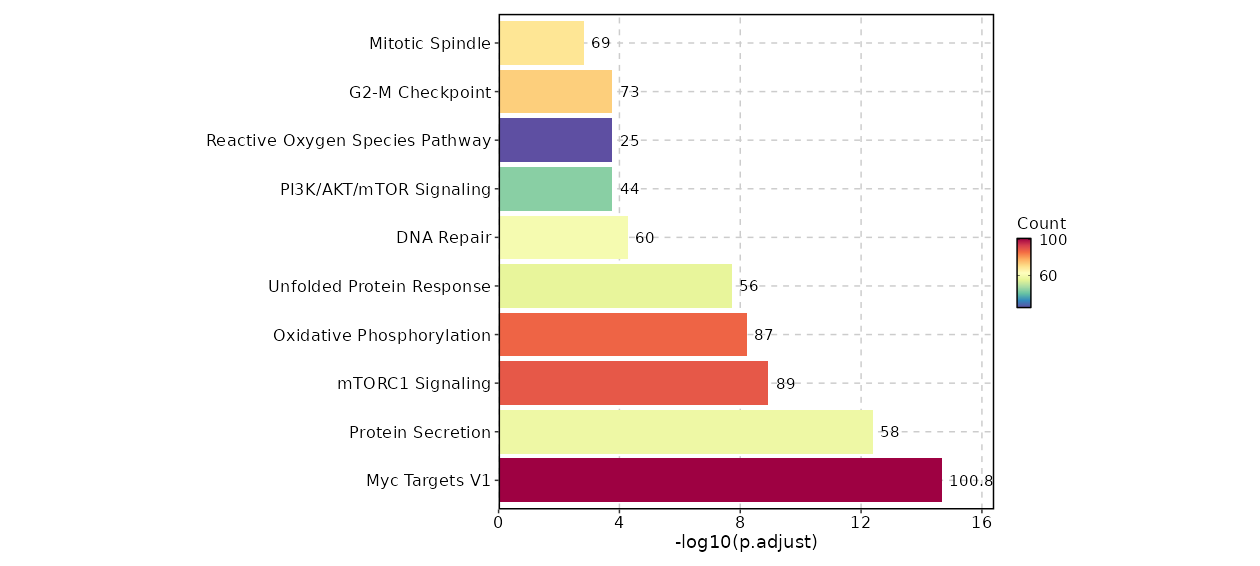 Mitotic Spindle 69
G2-M Checkpoint 73
Reactive Oxygen Species Pathway 25
PI3K/AKT/mTOR Signaling 44
DNA Repair 60
Unfolded Protein Response 56
Oxidative Phosphorylation 87
mTORC1 Signaling 89
Protein Secretion 58
Myc Targets V1 100.8
0 4 8 12 16
-log10(p.adjust)
Count
100
60